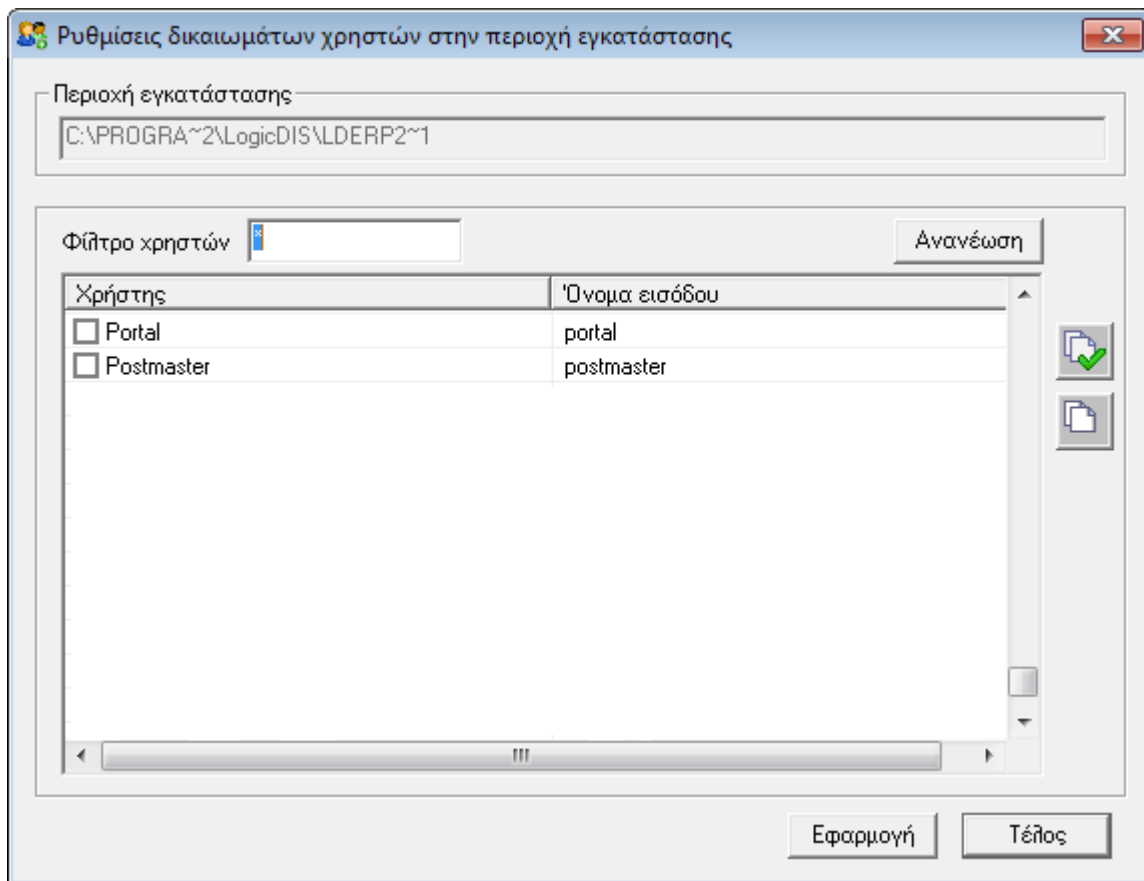 Ρυθμίσεις δικαιωμάτων χρηστών στην περιοχή εγκατάστασης
Περιοχή εγκατάστασης
C:\PROGRA~2\LogicDIS\LDERP2~1
Φίλτρο χρηστών * Ανανέωση
Χρήστης Όνομα εισόδου
Portal portal
Postmaster postmaster
Εφαρμογή Τέλος